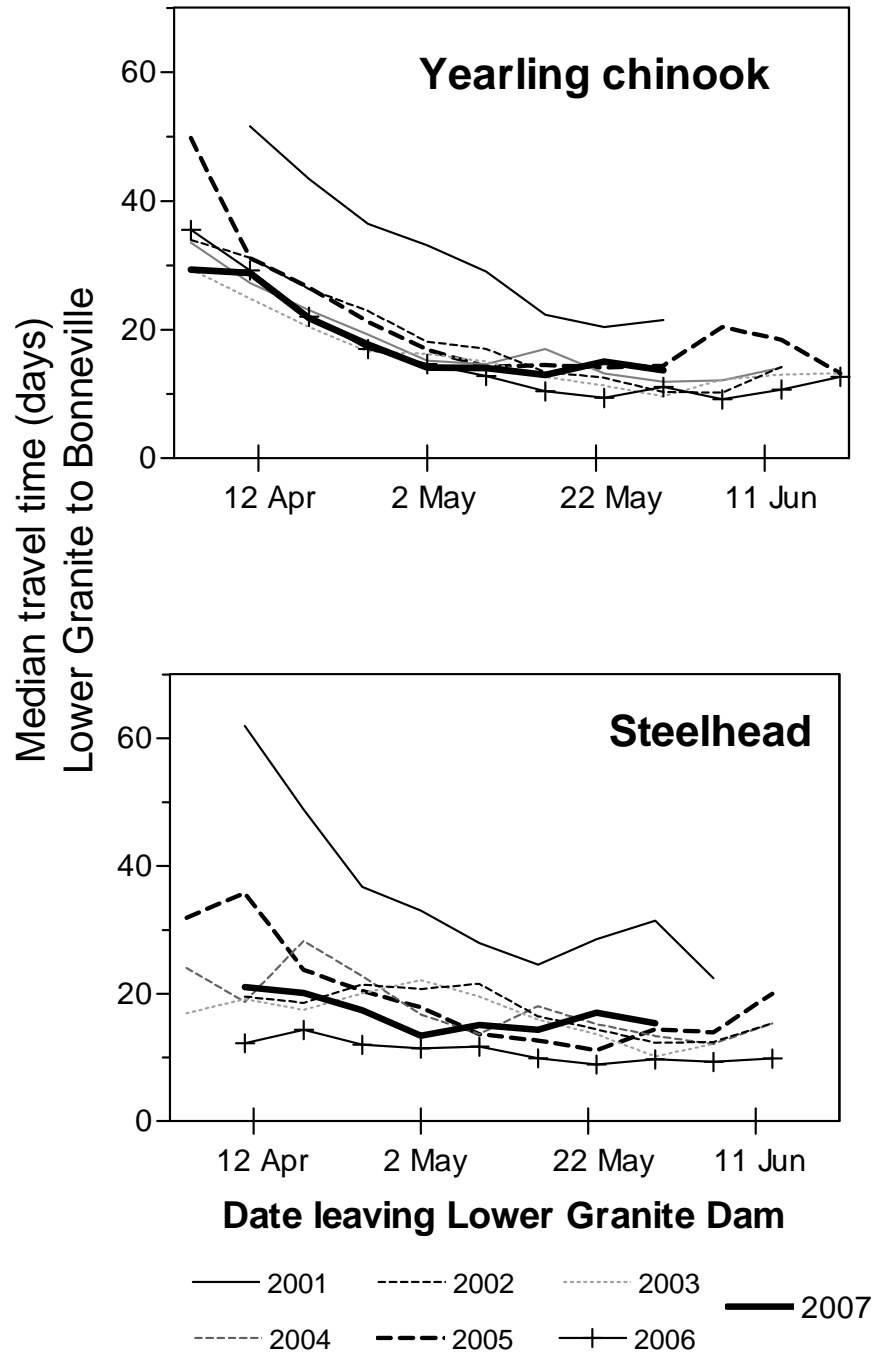 Yearling chinook
60
40
20
0
12 Apr 2 May 22 May 11 Jun
Median travel time (days)
Lower Granite to Bonneville
Steelhead
60
40
20
0
12 Apr 2 May 22 May 11 Jun
Date leaving Lower Granite Dam
2001 2002 2003 2007
2004 2005 2006